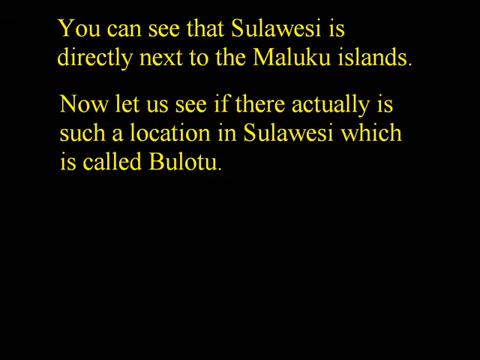 You can see that Sulawesi is
directly next to the Maluku islands.
Now let us see if there actually is
such a location in Sulawesi which
is called Bulotu.